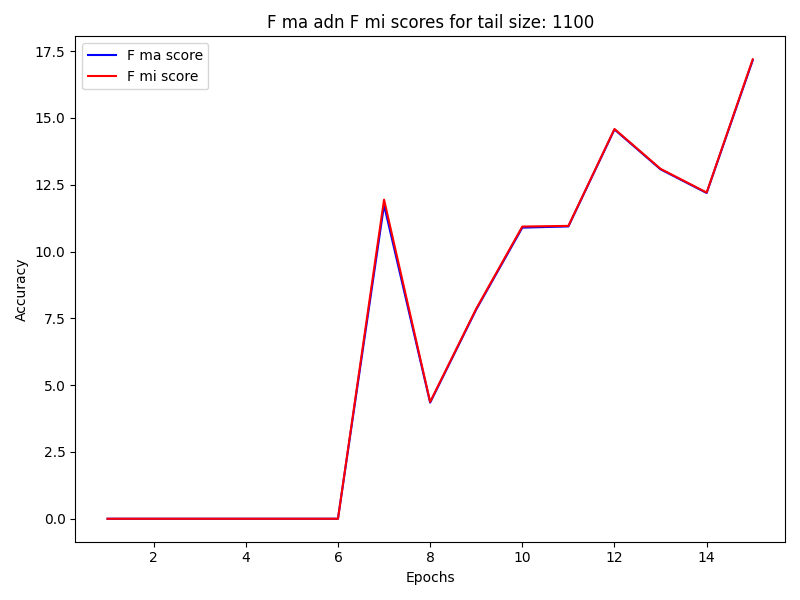 F ma adn F mi scores for tail size: 1100
F ma score
F mi score
17.5
15.0
12.5
10.0
7.5
5.0
2.5
0.0
Accuracy
2 4 6 8 10 12 14
Epochs